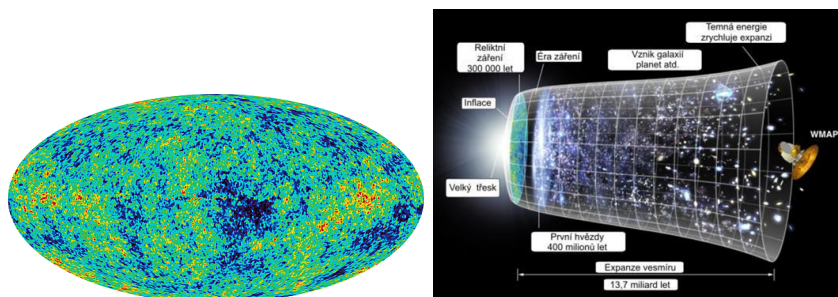 Temná energie
zrychluje expanzi
Reliktní
záření
300 000 let
Éra záření
Vznik galaxií
planet atd.
Inflace
WMAP
Velký třesk
První hvězdy
400 milionů let
Expanze vesmíru
13,7 miliard let